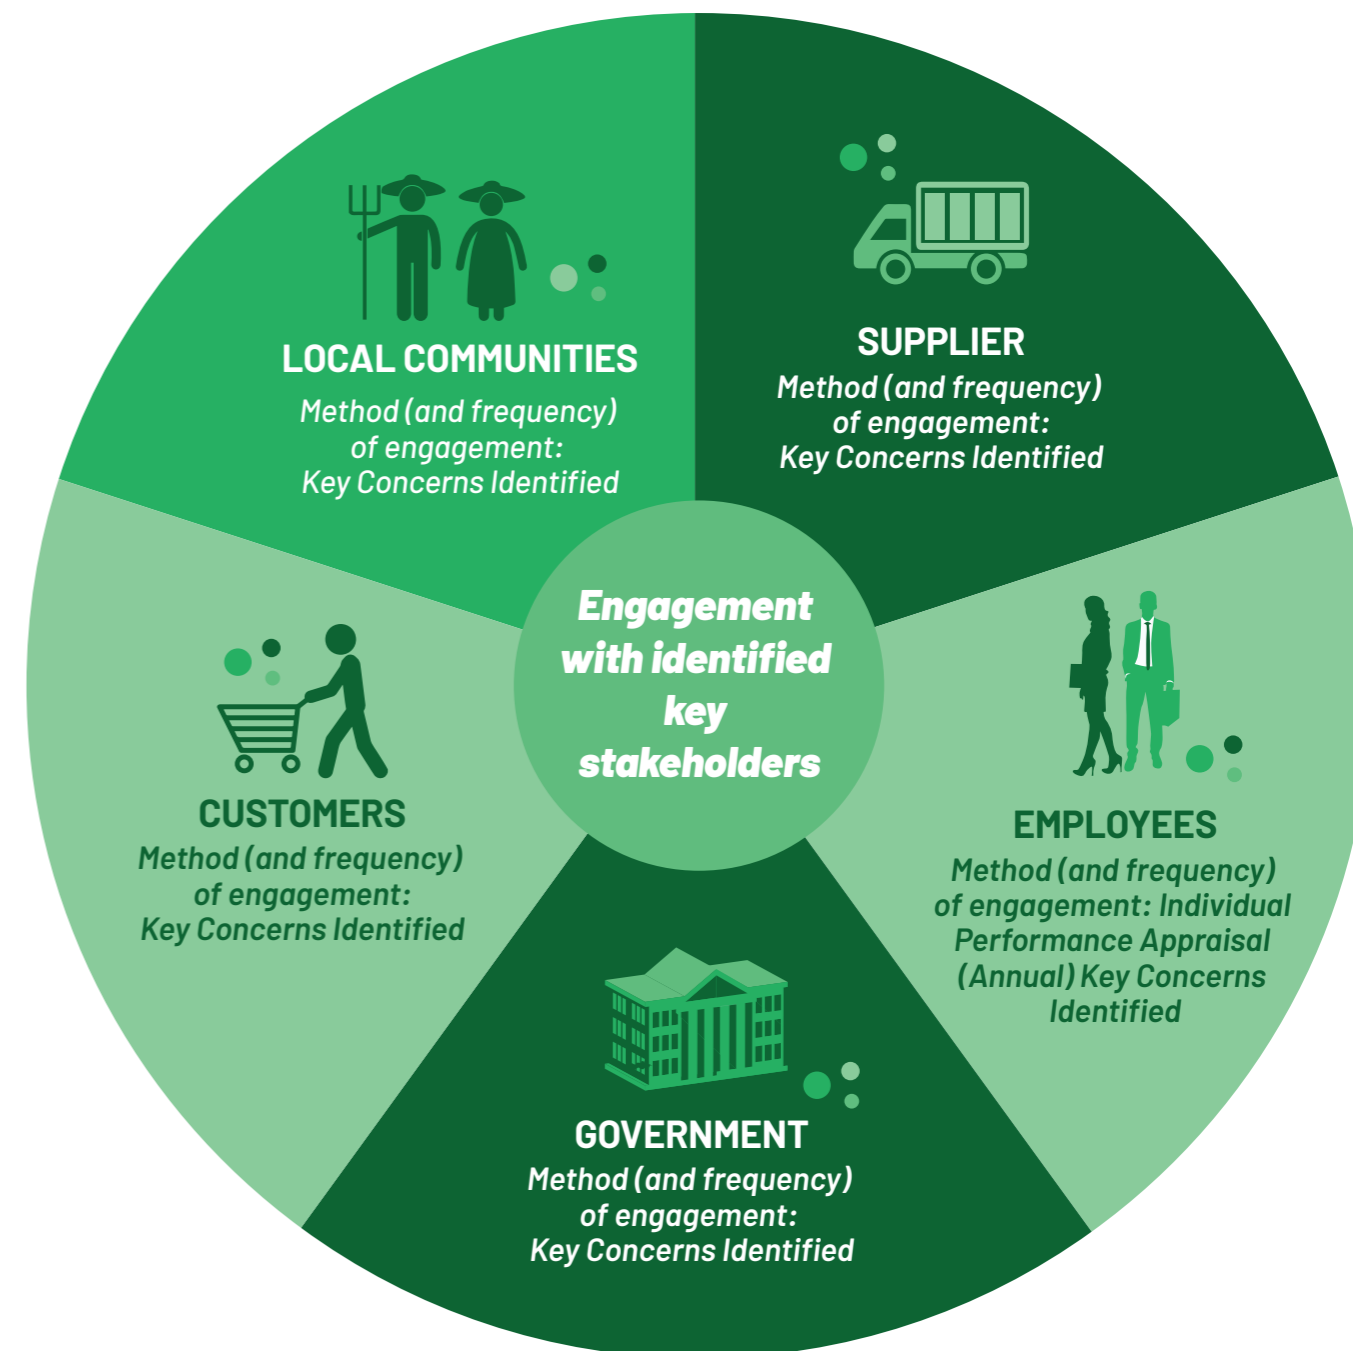 LOCAL COMMUNITIES
Method (and frequency)
of engagement:
Key Concerns Identified
SUPPLIER
Method (and frequency)
of engagement:
Key Concerns Identified
Engagement
with identified
key
stakeholders
CUSTOMERS
Method (and frequency)
of engagement:
Key Concerns Identified
EMPLOYEES
Method (and frequency)
of engagement: Individual
Performance Appraisal
(Annual) Key Concerns
Identified
GOVERNMENT
Method (and frequency)
of engagement:
Key Concerns Identified